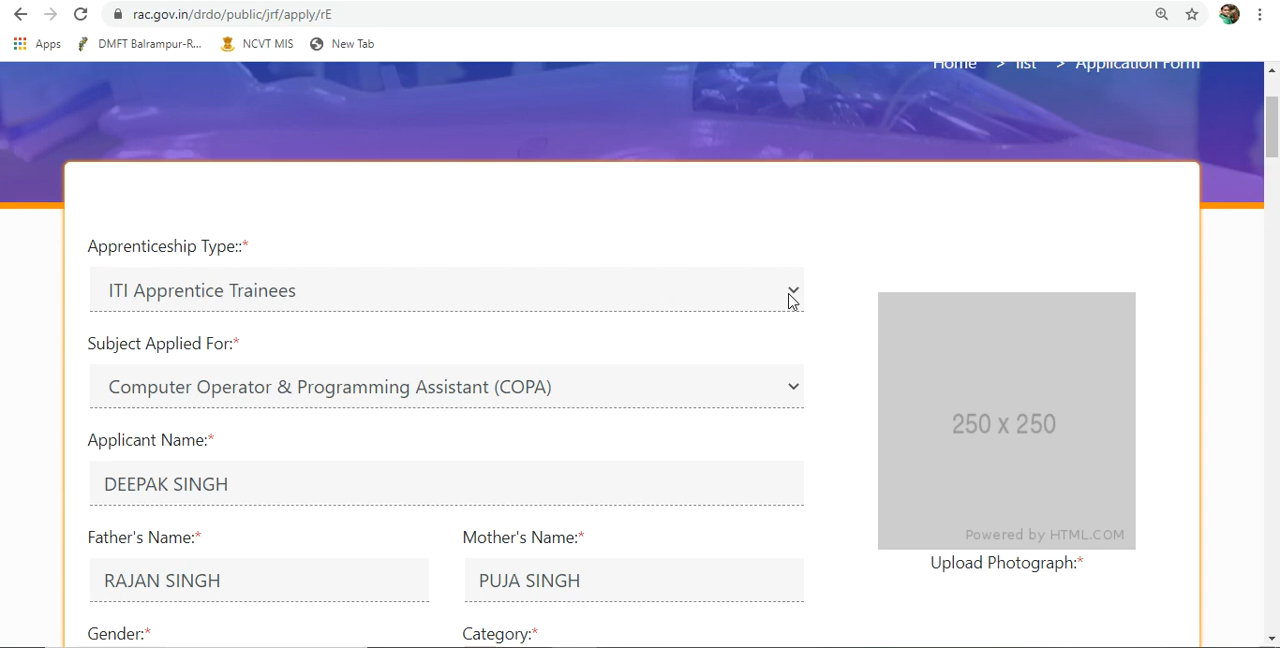 rac.gov.in/drdo/public/jrf/apply/rE
Apps DMFT Balrampur-R... NCVT MIS New Tab
Home > list > Application Form
Apprenticeship Type::*
ITI Apprentice Trainees
Subject Applied For:*
Computer Operator & Programming Assistant (COPA)
250 x 250
Applicant Name:*
DEEPAK SINGH
Powered by HTML.COM
Father's Name:* Mother's Name:*
Upload Photograph:*
RAJAN SINGH PUJA SINGH
Gender:* Category:*